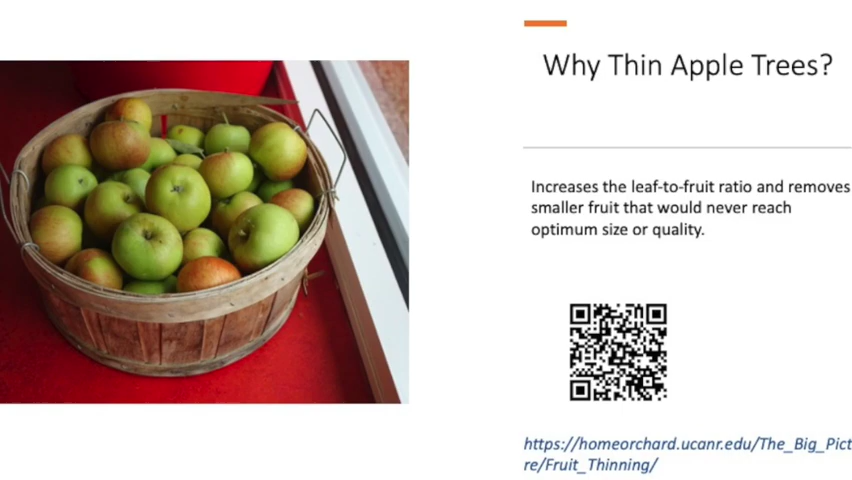 Why Thin Apple Trees?
Increases the leaf-to-fruit ratio and removes
smaller fruit that would never reach
optimum size or quality.
https://homeorchard.ucanr.edu/The_Big_Pict
re/Fruit_Thinning/